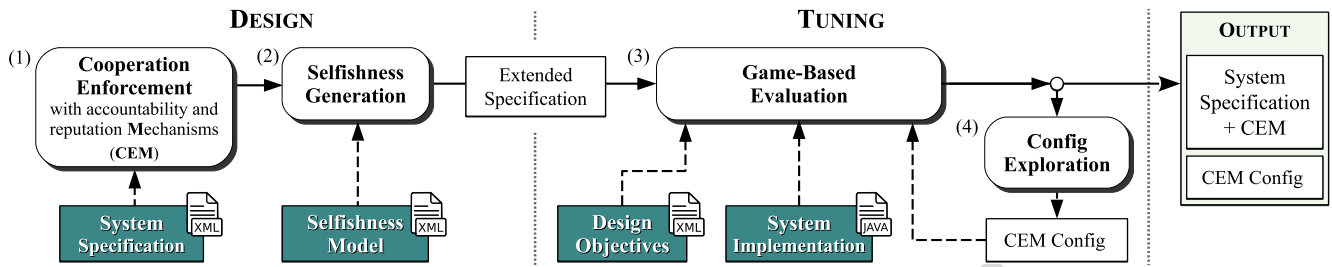 DESIGN
TUNING
(1)
Cooperation
Enforcement
with accountability and
reputation Mechanisms
(CEM)
(2)
Selfishness
Generation
Extended
Specification
(3)
Game-Based
Evaluation
(4)
Config
Exploration
OUTPUT
System
Specification
+ CEM
CEM Config
System
Specification
XML
Selfishness
Model
XML
Design
Objectives
XML
System
Implementation
JAVA
CEM Config